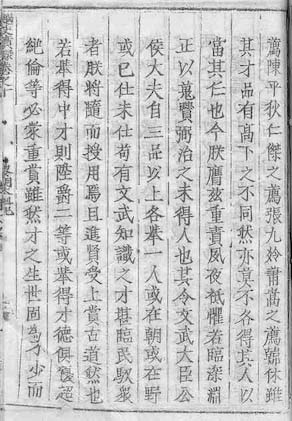 薦陳平狄仁傑之薦張九齡蕭嵩之薦韓休雖
其才品有高下之不同然亦莫不各得其人以
當其任也今朕膺茲重責夙夜祗懼若臨深淵
正以蒐賢弼治之未得人也其令文武大臣公
侯大夫自三品以上各舉一人或在朝或在野
或已仕未仕苟有文武知識之才堪臨民馭衆
者朕將隨而授用焉且進賢受上賞古道然也
若舉得中才則陞爵二等或舉得才德俱優超
絶倫等必蒙重賞雖然才之生世固爲不少而